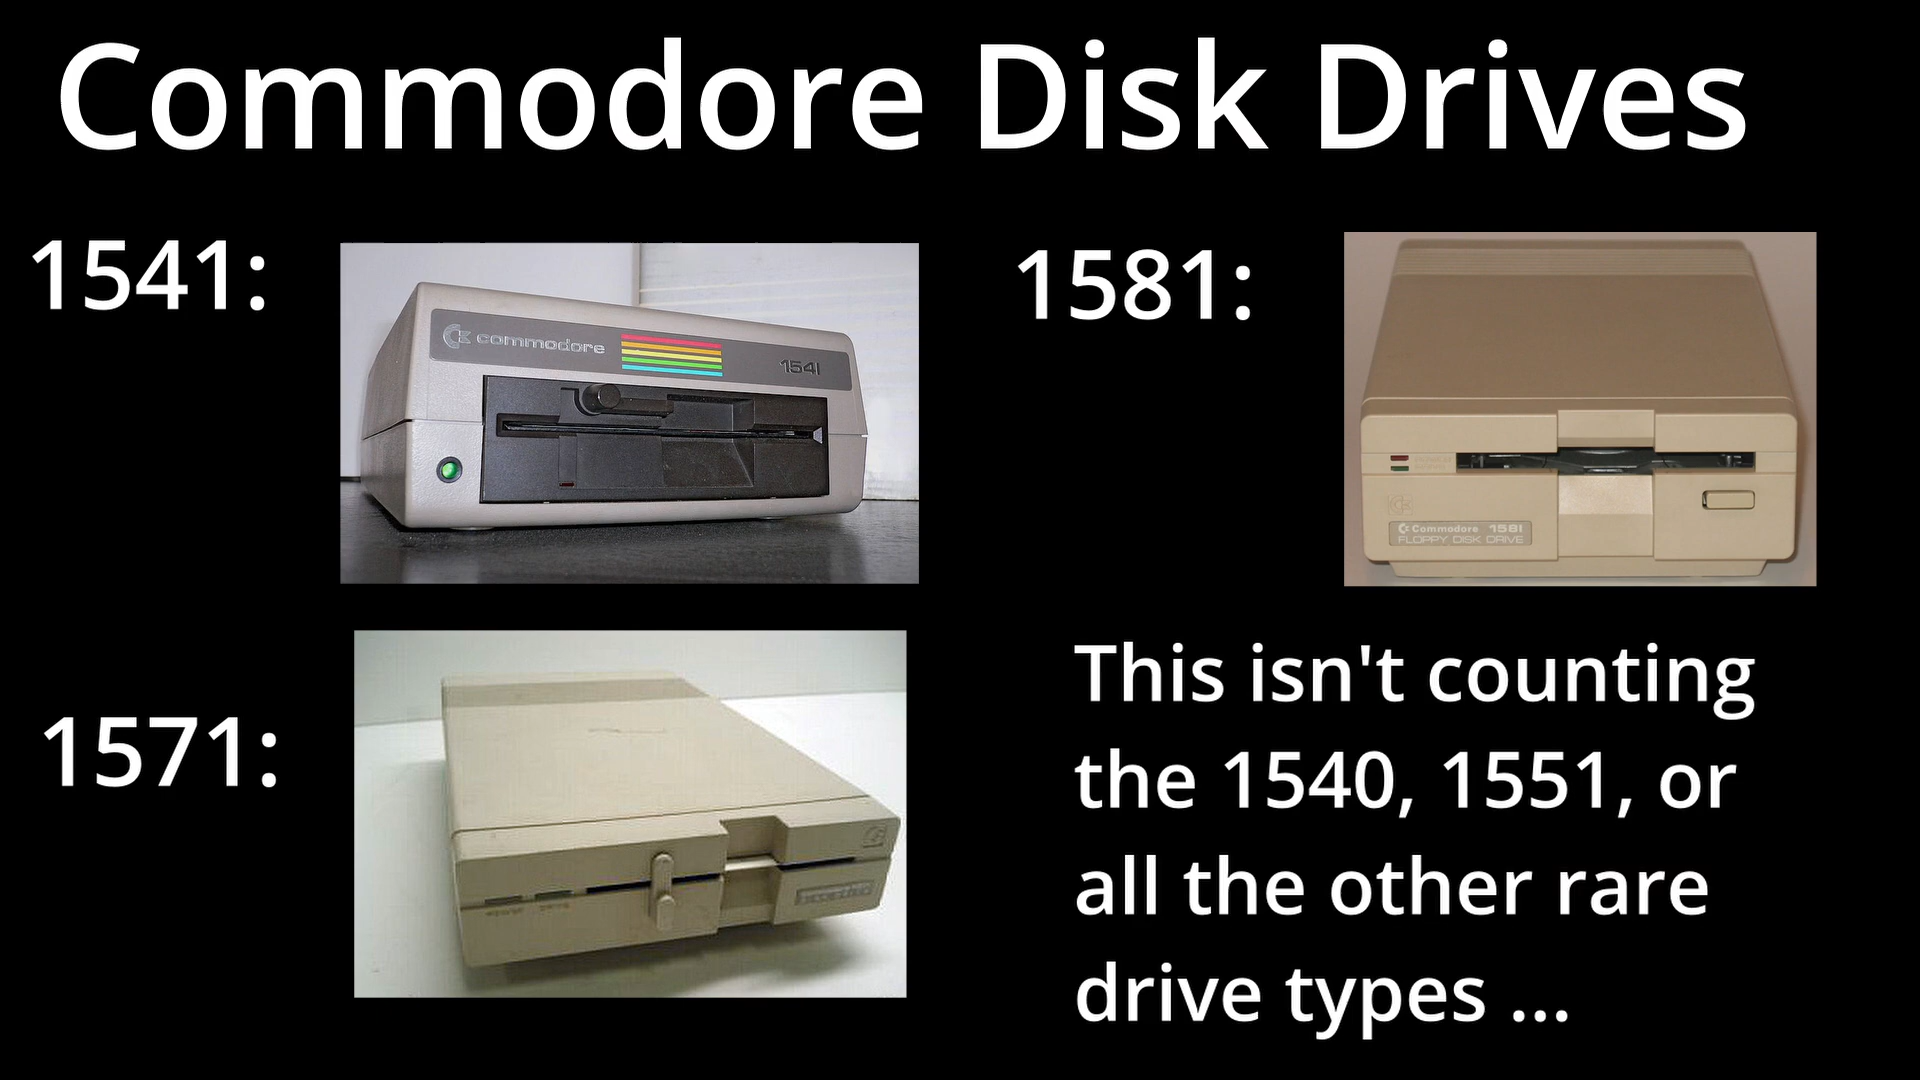 Commodore Disk Drives
1541:
commodore 1541
1581:
Commodore 1581
FLOPPY DISK DRIVE
1571:
This isn't counting
the 1540, 1551, or
all the other rare
drive types ...